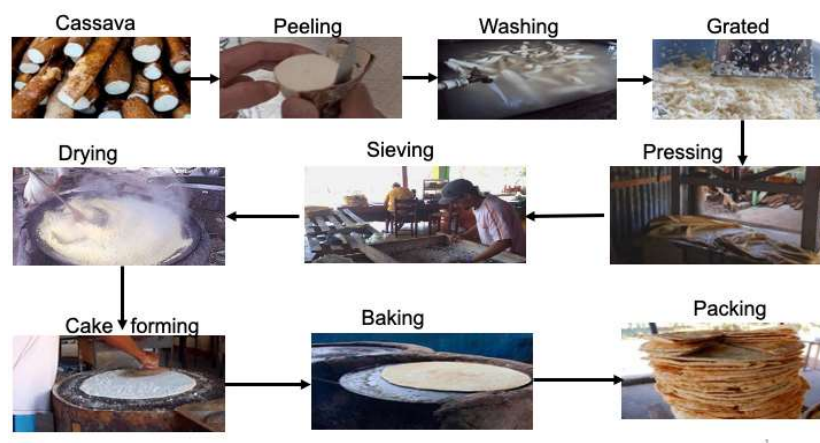 Cassava
Peeling
Washing
Grated
Pressing
Sieving
Drying
Cake forming
Baking
Packing